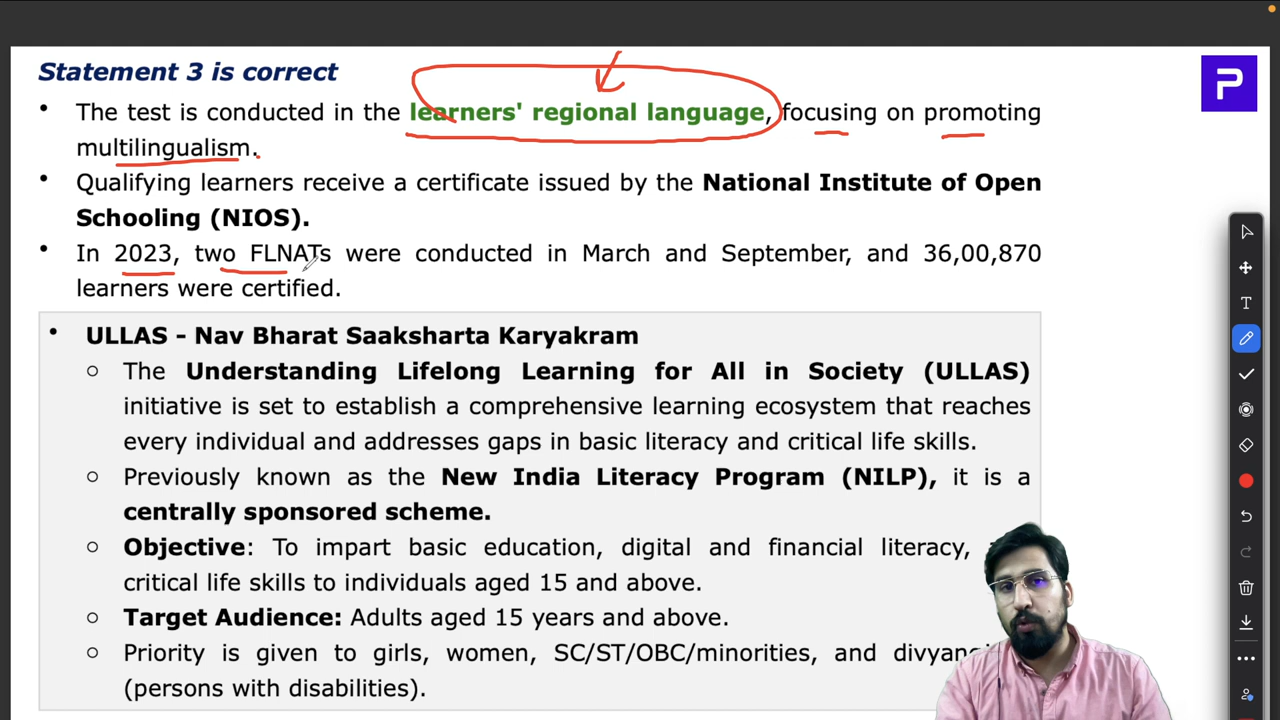 Statement 3 is correct
• The test is conducted in the learners' regional language, focusing on promoting
multilingualism.
• Qualifying learners receive a certificate issued by the National Institute of Open
Schooling (NIOS).
• In 2023, two FLNATs were conducted in March and September, and 36,00,870
learners were certified.
• ULLAS - Nav Bharat Saaksharta Karyakram
○ The Understanding Lifelong Learning for All in Society (ULLAS)
initiative is set to establish a comprehensive learning ecosystem that reaches
every individual and addresses gaps in basic literacy and critical life skills.
○ Previously known as the New India Literacy Program (NILP), it is a
centrally sponsored scheme.
○ Objective: To impart basic education, digital and financial literacy,
critical life skills to individuals aged 15 and above.
○ Target Audience: Adults aged 15 years and above.
○ Priority is given to girls, women, SC/ST/OBC/minorities, and
(persons with disabilities).
P
T